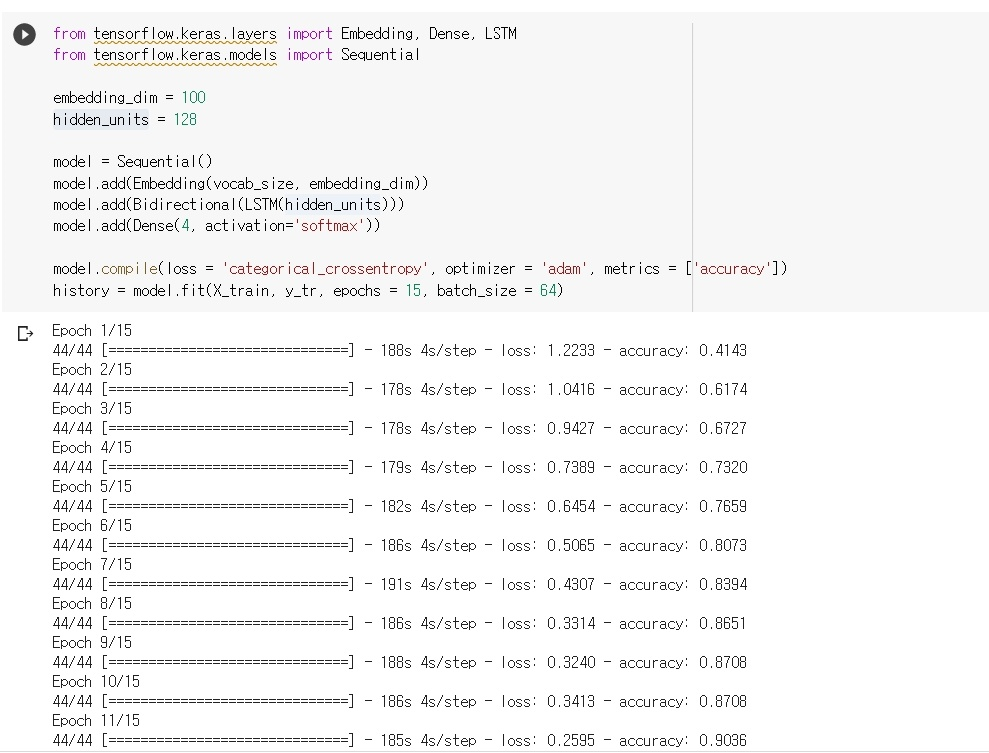 from tensorflow.keras.layers import Embedding, Dense, LSTM
from tensorflow.keras.models import Sequential
embedding_dim = 100
hidden_units = 128
model = Sequential()
model.add(Embedding(vocab_size, embedding_dim))
model.add(Bidirectional(LSTM(hidden_units)))
model.add(Dense(4, activation='softmax'))
model.compile(loss = 'categorical_crossentropy', optimizer = 'adam', metrics = ['accuracy'])
history = model.fit(X_train, y_tr, epochs = 15, batch_size = 64)
Epoch 1/15
44/44 [==============================] - 188s 4s/step - loss: 1.2233 - accuracy: 0.4143
Epoch 2/15
44/44 [==============================] - 178s 4s/step - loss: 1.0416 - accuracy: 0.6174
Epoch 3/15
44/44 [==============================] - 178s 4s/step - loss: 0.9427 - accuracy: 0.6727
Epoch 4/15
44/44 [==============================] - 179s 4s/step - loss: 0.7389 - accuracy: 0.7320
Epoch 5/15
44/44 [==============================] - 182s 4s/step - loss: 0.6454 - accuracy: 0.7659
Epoch 6/15
44/44 [==============================] - 186s 4s/step - loss: 0.5065 - accuracy: 0.8073
Epoch 7/15
44/44 [==============================] - 191s 4s/step - loss: 0.4307 - accuracy: 0.8394
Epoch 8/15
44/44 [==============================] - 186s 4s/step - loss: 0.3314 - accuracy: 0.8651
Epoch 9/15
44/44 [==============================] - 188s 4s/step - loss: 0.3240 - accuracy: 0.8708
Epoch 10/15
44/44 [==============================] - 186s 4s/step - loss: 0.3413 - accuracy: 0.8708
Epoch 11/15
44/44 [==============================] - 185s 4s/step - loss: 0.2595 - accuracy: 0.9036